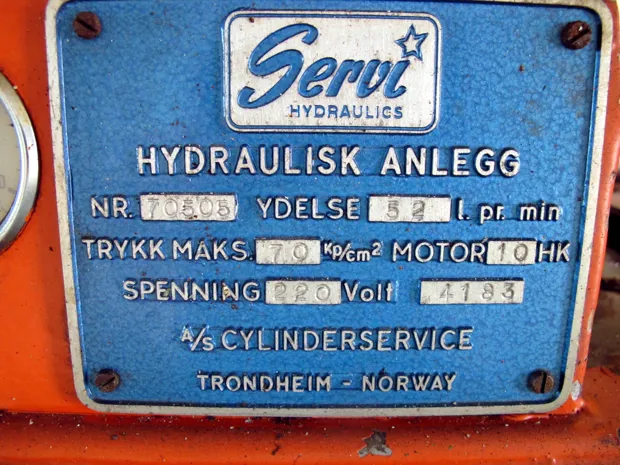 Servi
HYDRAULICS
HYDRAULISK ANLEGG
NR. 70505 YDELSE 52 l. pr. min
TRYKK MAKS. 70 Kp/cm2 MOTOR 10 HK
SPENNING 220 Volt 4183
A/S CYLINDERSERVICE
TRONDHEIM - NORWAY